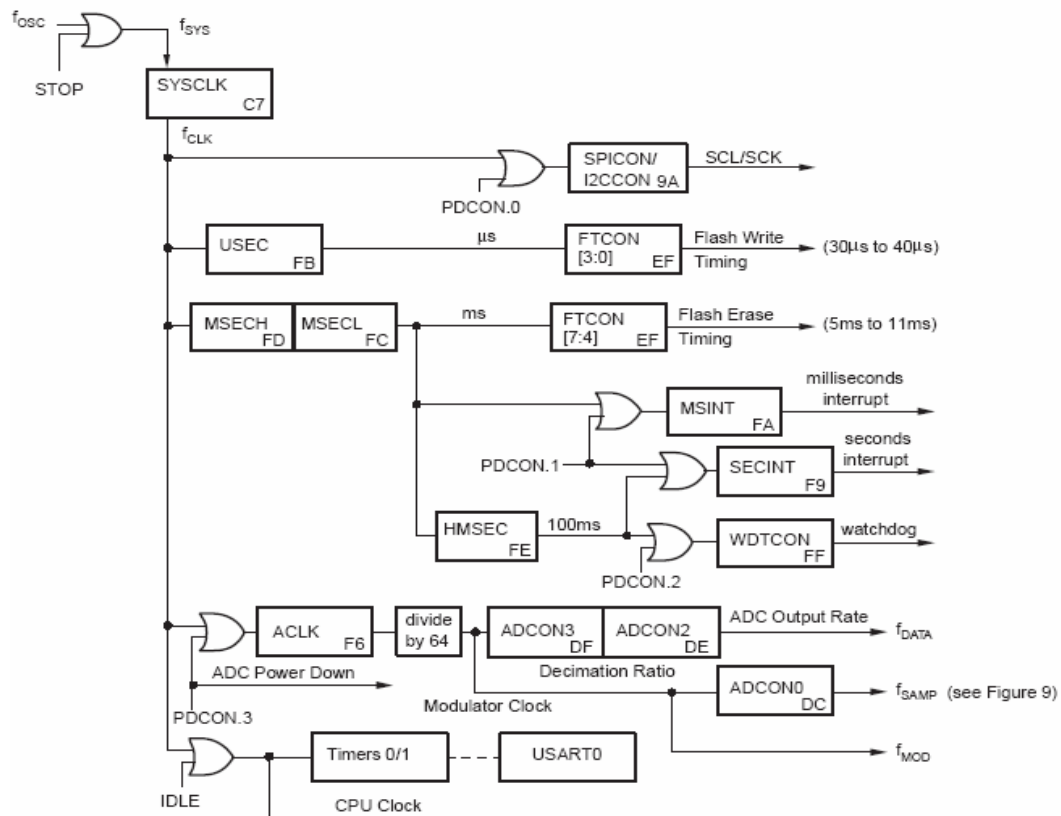 fOSC
fSYS
STOP
SYSCLK
C7
fCLK
SPICON/
I2CCON 9A
SCL/SCK
PDCON.0
USEC
FB
μs
FTCON
[3:0] EF
Flash Write
Timing
(30μs to 40μs)
MSECH
FD
MSECL
FC
ms
FTCON
[7:4] EF
Flash Erase
Timing
(5ms to 11ms)
milliseconds
interrupt
MSINT
FA
PDCON.1
seconds
interrupt
SECINT
F9
HMSEC
FE
100ms
WDTCON
FF
watchdog
PDCON.2
ACLK
F6
divide
by 64
ADCON3
DF
ADCON2
DE
ADC Output Rate
fDATA
Decimation Ratio
ADC Power Down
PDCON.3
Modulator Clock
ADCON0
DC
fSAMP (see Figure 9)
fMOD
Timers 0/1
USART0
IDLE
CPU Clock